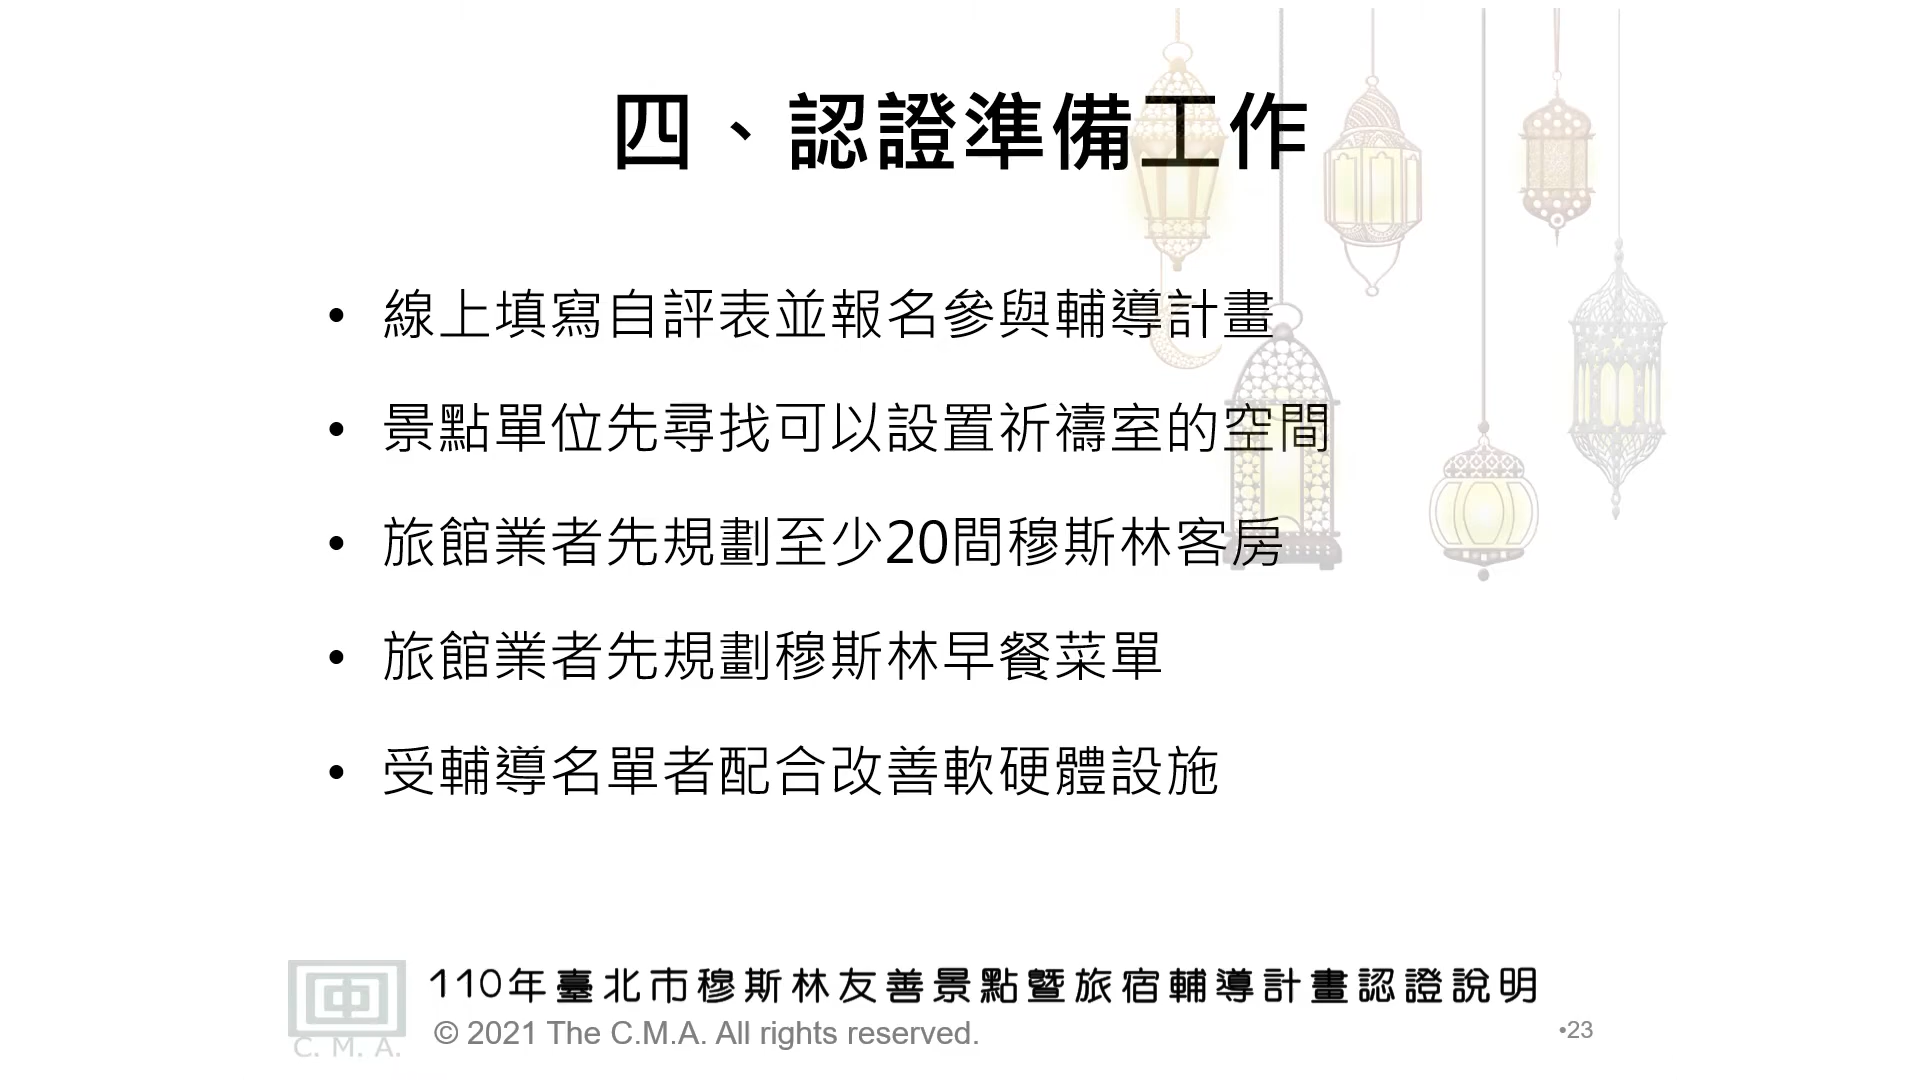 四、認證準備工作
• 線上填寫自評表並報名參與輔導計畫
• 景點單位先尋找可以設置祈禱室的空間
• 旅館業者先規劃至少20間穆斯林客房
• 旅館業者先規劃穆斯林早餐菜單
• 受輔導名單者配合改善軟硬體設施
中
C. M. A.
110年臺北市穆斯林友善景點暨旅宿輔導計畫認證說明
© 2021 The C.M.A. All rights reserved.
•23